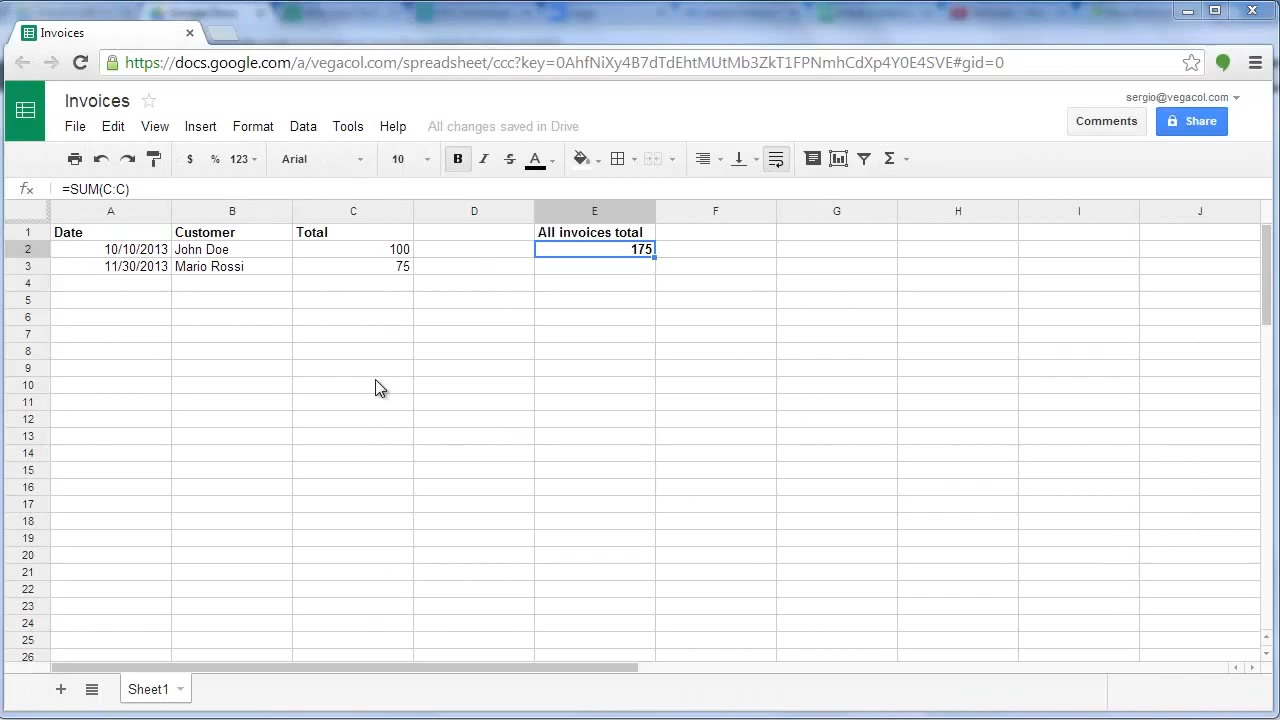 Invoices
https://docs.google.com/a/vegacol.com/spreadsheet/ccc?key=0AhfNiXy4B7dTdEhtMUtMb3ZkT1FPNmhCdXp4Y0E4SVE#gid=0
Invoices
sergio@vegacol.com
File Edit View Insert Format Data Tools Help All changes saved in Drive
Comments Share
$ % 123 Arial 10 B I S A Σ
fx =SUM(C:C)
A B C D E F G H I J
1 Date Customer Total All invoices total
2 10/10/2013 John Doe 100 175
3 11/30/2013 Mario Rossi 75
4
5
6
7
8
9
10
11
12
13
14
15
16
17
18
19
20
21
22
23
24
25
26
Sheet1